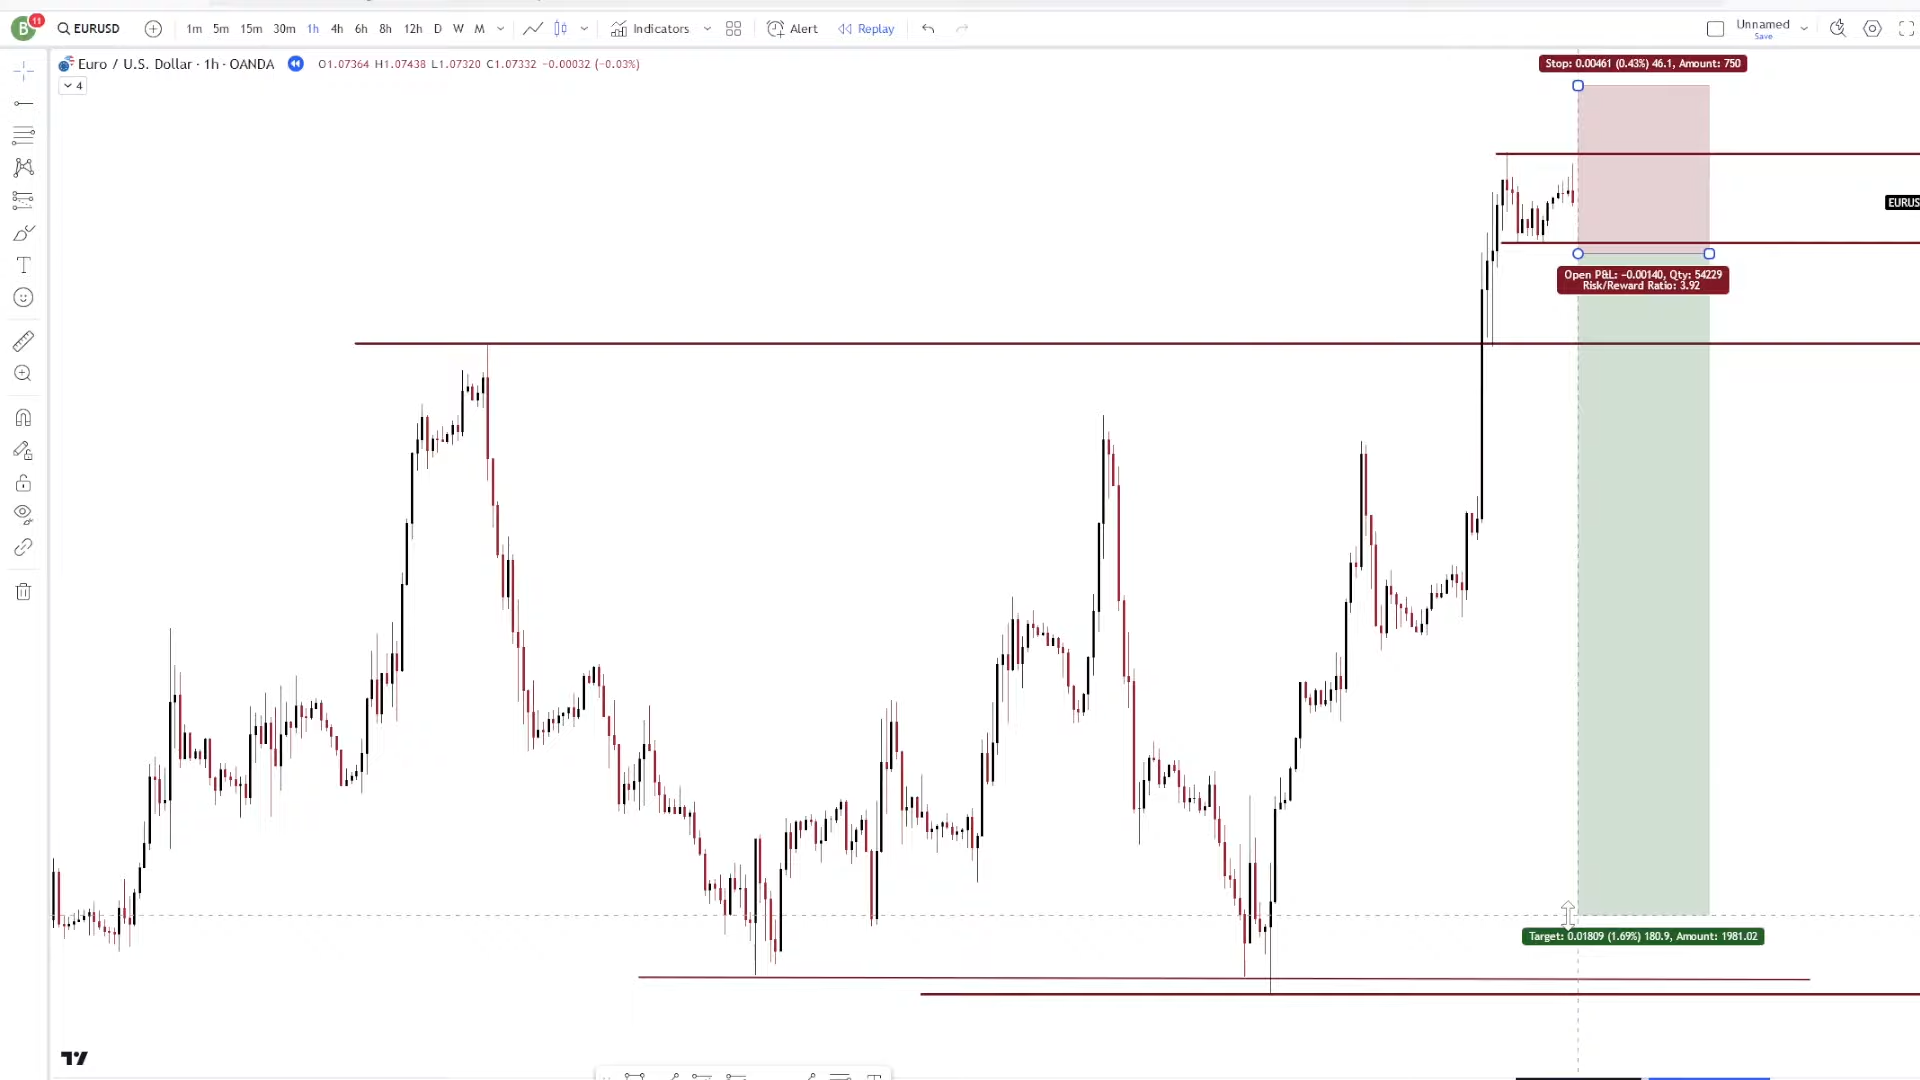 B 11 EURUSD 1m 5m 15m 30m 1h 4h 6h 8h 12h D W M Indicators Alert Replay Unnamed
Save
Euro / U.S. Dollar · 1h · OANDA O1.07364 H1.07438 L1.07320 C1.07332 −0.00032 (−0.03%)
4
Stop: 0.00461 (0.43%) 46.1, Amount: 750
EURUS
Open P&L: −0.00140, Qty: 54229
Risk/Reward Ratio: 3.92
Target: 0.01809 (1.69%) 180.9, Amount: 1981.02